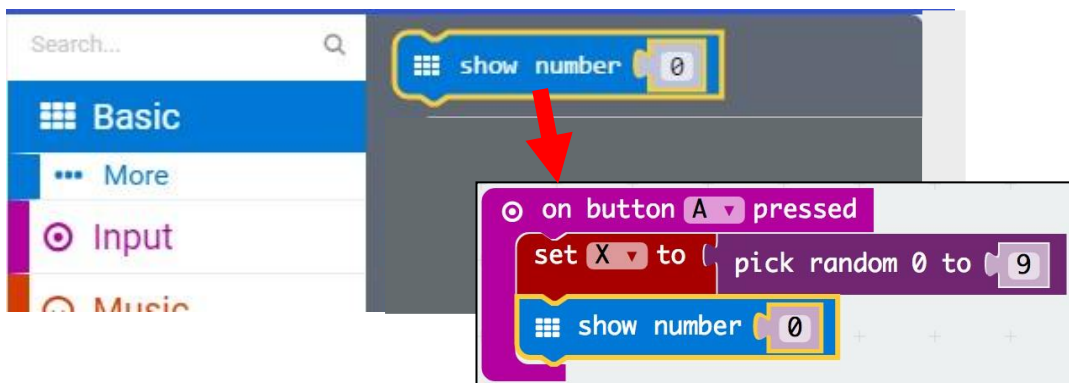 Search...
Basic
More
Input
Music
show number 0
on button A pressed
set X to pick random 0 to 9
show number 0